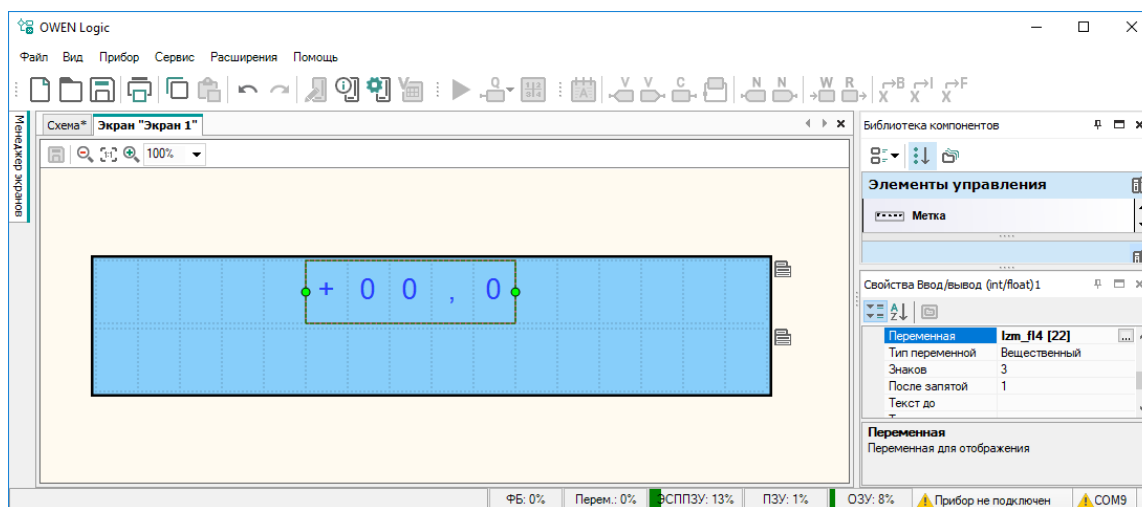 OWEN Logic
Файл Вид Прибор Сервис Расширения Помощь
Схема* Экран "Экран 1"
Менеджер экранов
100%
+ 0 0 , 0
Библиотека компонентов
Элементы управления
Метка
Свойства Ввод/вывод (int/float)1
Переменная Izm_fl4 [22] ...
Тип переменной Вещественный
Знаков 3
После запятой 1
Текст до
Переменная
Переменная для отображения
ФБ: 0% Перем.: 0% ЭСППЗУ: 13% ПЗУ: 1% ОЗУ: 8% Прибор не подключен COM9